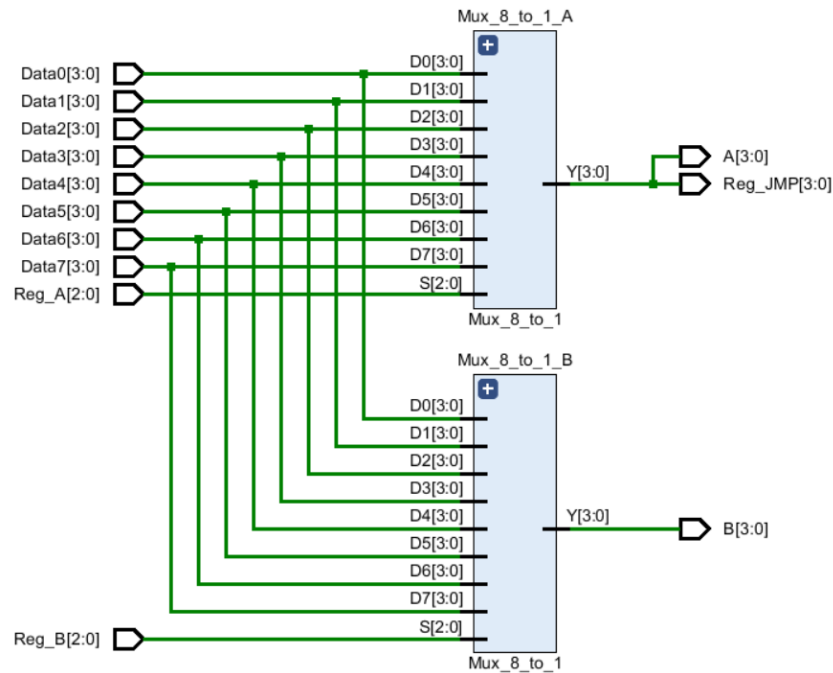 Mux_8_to_1_A
Data0[3:0] D0[3:0]
Data1[3:0] D1[3:0]
Data2[3:0] D2[3:0]
Data3[3:0] D3[3:0] A[3:0]
Data4[3:0] D4[3:0] Y[3:0] Reg_JMP[3:0]
Data5[3:0] D5[3:0]
Data6[3:0] D6[3:0]
Data7[3:0] D7[3:0]
Reg_A[2:0] S[2:0]
Mux_8_to_1
Mux_8_to_1_B
D0[3:0]
D1[3:0]
D2[3:0]
D3[3:0]
D4[3:0] Y[3:0] B[3:0]
D5[3:0]
D6[3:0]
D7[3:0]
Reg_B[2:0] S[2:0]
Mux_8_to_1